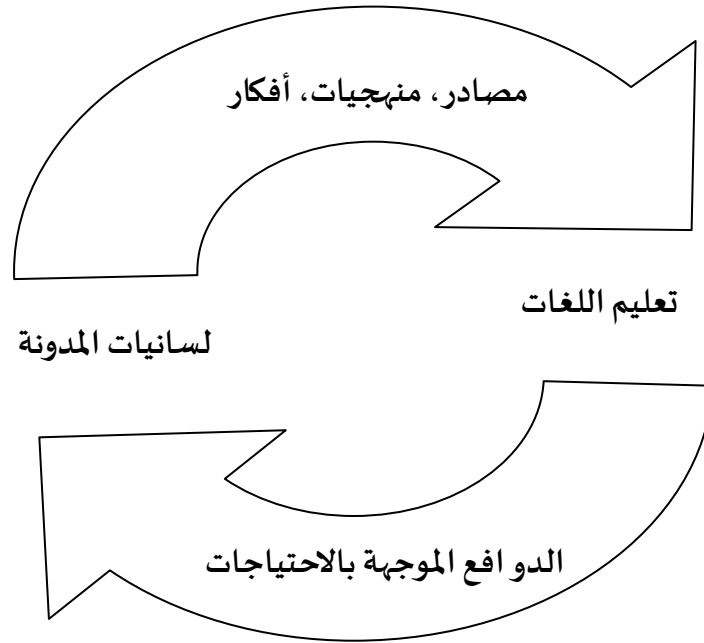 مصادر، منهجيات، أفكار
تعليم اللغات
لسانيات المدونة
الدوافع الموجهة بالاحتياجات